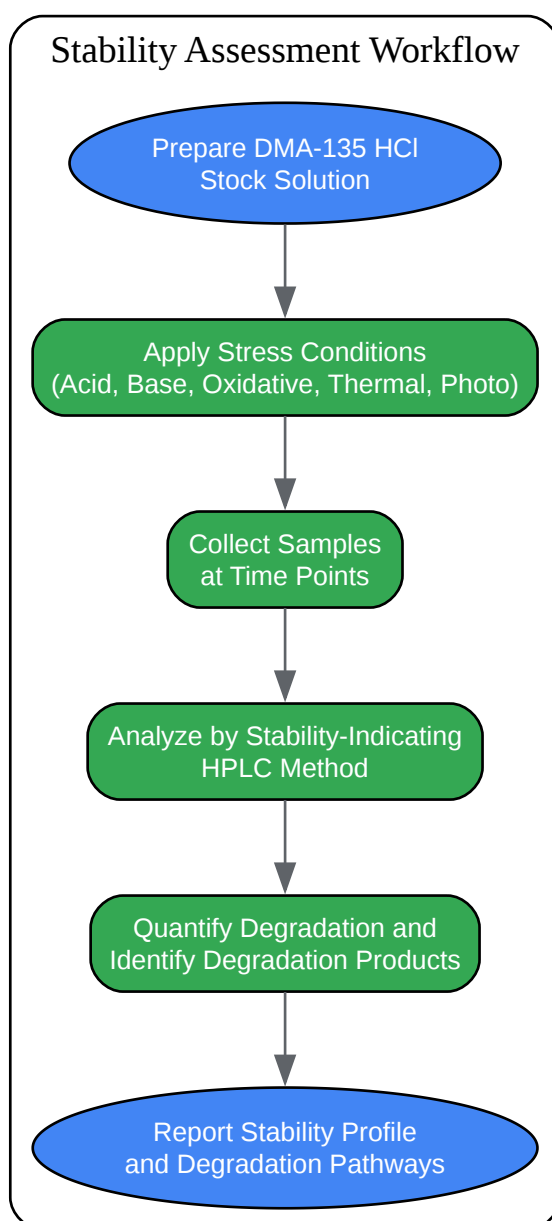 Stability Assessment Workflow
Prepare DMA-135 HCl
Stock Solution
Apply Stress Conditions
(Acid, Base, Oxidative, Thermal, Photo)
Collect Samples
at Time Points
Analyze by Stability-Indicating
HPLC Method
Quantify Degradation and
Identify Degradation Products
Report Stability Profile
and Degradation Pathways